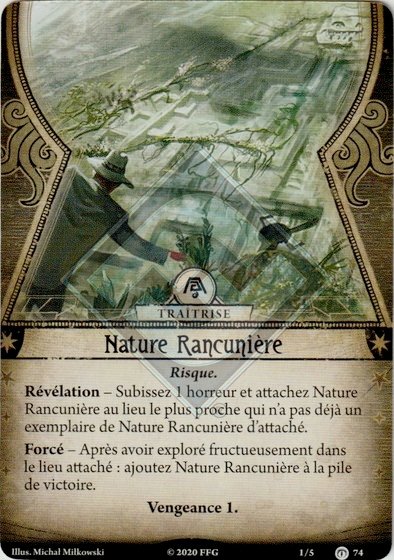 TRAÎTRISE
Nature Rancunière
Risque.
Révélation – Subissez 1 horreur et attachez Nature
Rancunière au lieu le plus proche qui n'a pas déjà un
exemplaire de Nature Rancunière d'attaché.
Forcé – Après avoir exploré fructueusement dans
le lieu attaché : ajoutez Nature Rancunière à la pile
de victoire.
Vengeance 1.
Illus. Michal Miłkowski © 2020 FFG 1/5 74